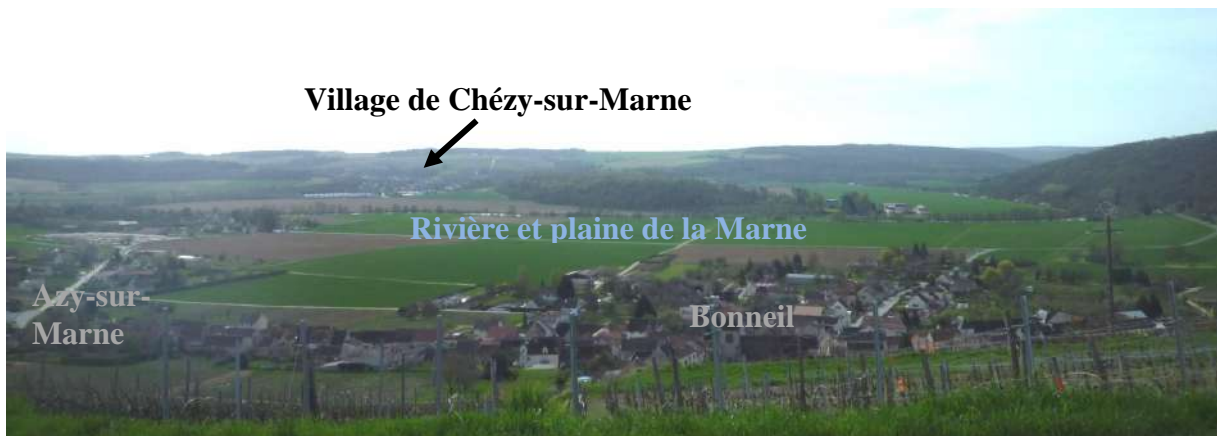 Village de Chézy-sur-Marne
Rivière et plaine de la Marne
Azy-sur-
Marne
Bonneil